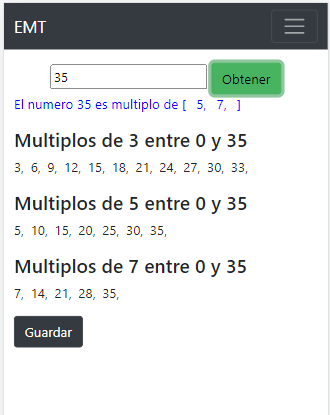 EMT
35 Obtener
El numero 35 es multiplo de [ 5, 7, ]
Multiplos de 3 entre 0 y 35
3, 6, 9, 12, 15, 18, 21, 24, 27, 30, 33,
Multiplos de 5 entre 0 y 35
5, 10, 15, 20, 25, 30, 35,
Multiplos de 7 entre 0 y 35
7, 14, 21, 28, 35,
Guardar